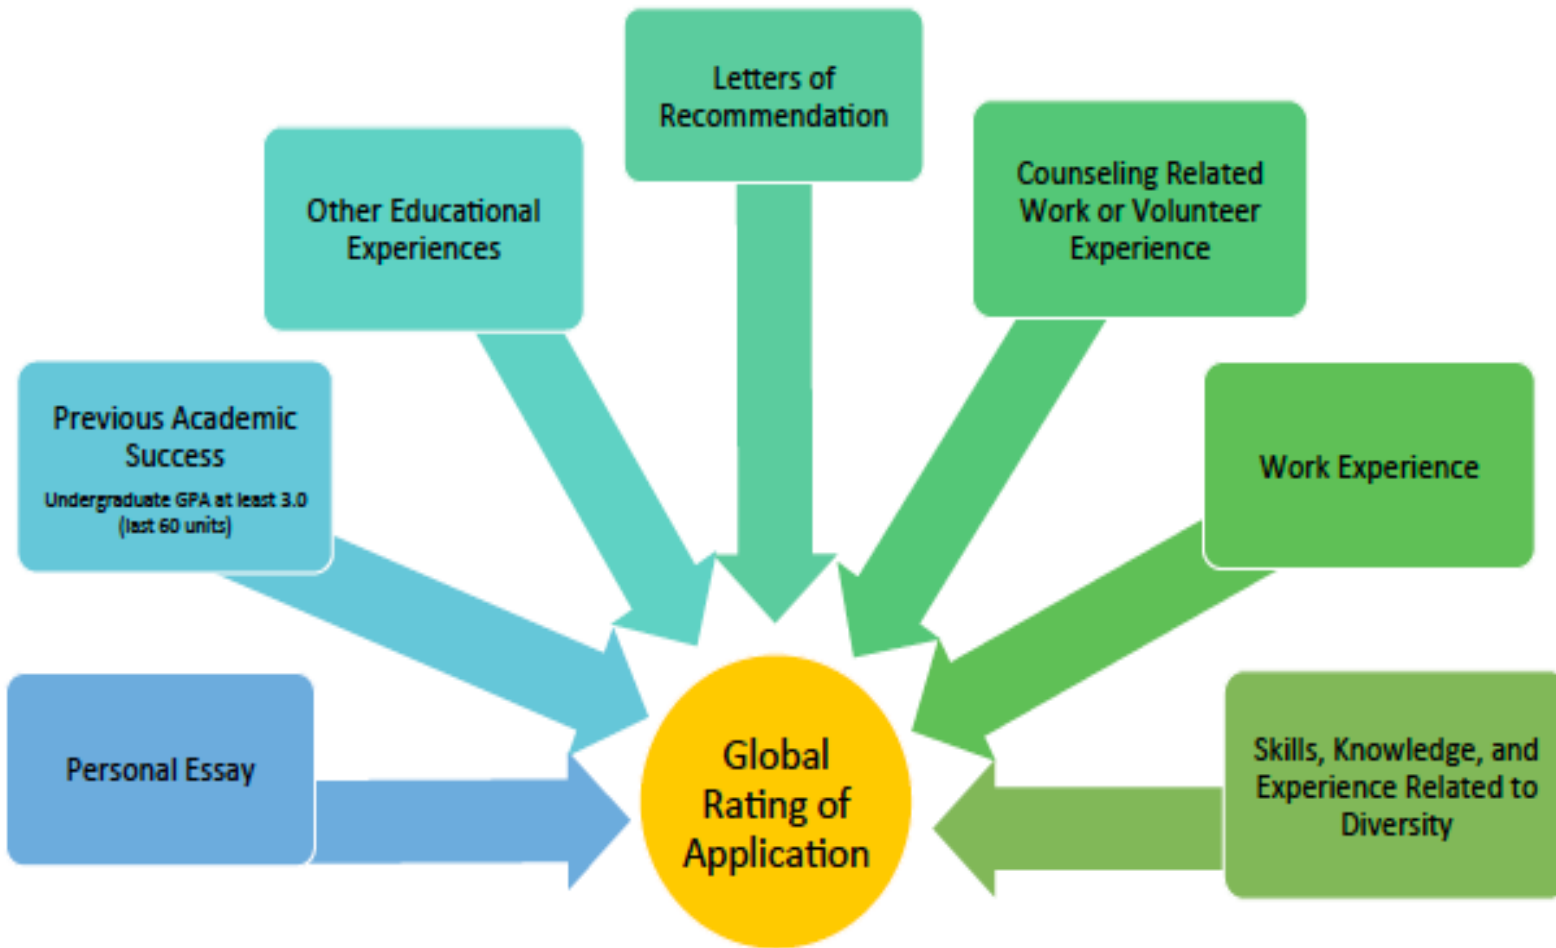 Letters of
Recommendation
Counseling Related
Work or Volunteer
Experience
Other Educational
Experiences
Previous Academic
Success
Undergraduate GPA at least 3.0
(last 60 units)
Work Experience
Personal Essay
Global
Rating of
Application
Skills, Knowledge, and
Experience Related to
Diversity